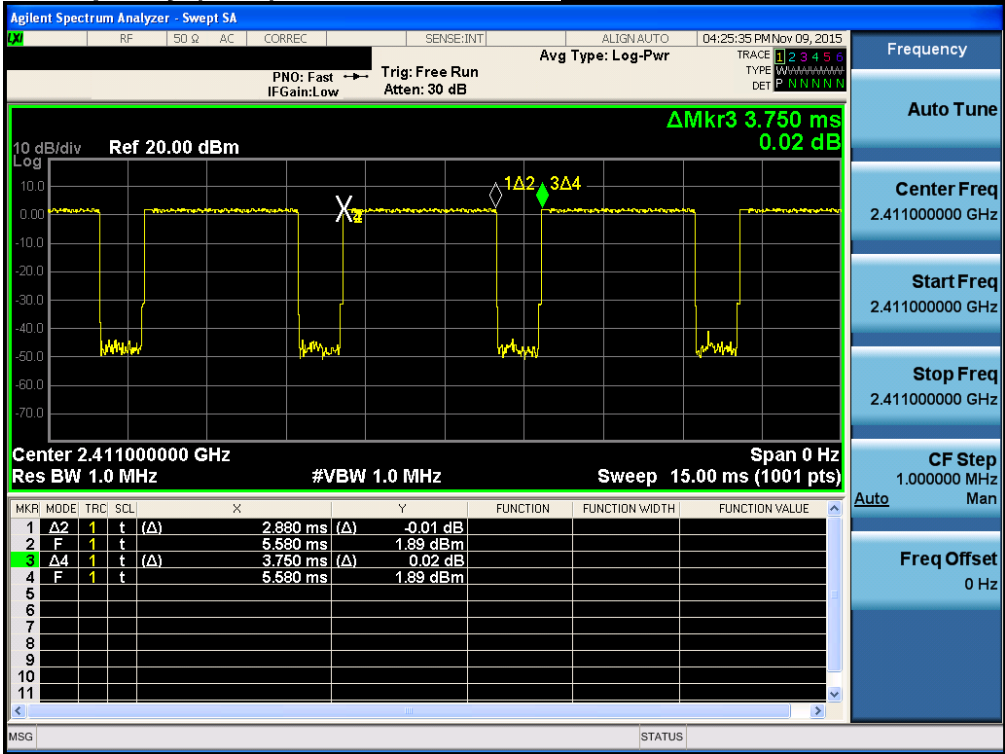 Agilent Spectrum Analyzer - Swept SA
LXI RF 50 Ω AC CORREC SENSE:INT ALIGNAUTO 04:25:35 PM Nov 09, 2015
Avg Type: Log-Pwr TRACE 1 2 3 4 5 6
PNO: Fast Trig: Free Run TYPE WWWWWW
IFGain:Low Atten: 30 dB DET P N N N N N
ΔMkr3 3.750 ms
0.02 dB
10 dB/div Ref 20.00 dBm
Log
10.0
0.00
-10.0
-20.0
-30.0
-40.0
-50.0
-60.0
-70.0
1Δ2 3Δ4
Center 2.411000000 GHz Span 0 Hz
Res BW 1.0 MHz #VBW 1.0 MHz Sweep 15.00 ms (1001 pts)
MKR MODE TRC SCL X Y FUNCTION FUNCTION WIDTH FUNCTION VALUE
1 Δ2 1 t (Δ) 2.880 ms (Δ) -0.01 dB
2 F 1 t 5.580 ms 1.89 dBm
3 Δ4 1 t (Δ) 3.750 ms (Δ) 0.02 dB
4 F 1 t 5.580 ms 1.89 dBm
5
6
7
8
9
10
11
MSG STATUS
Frequency
Auto Tune
Center Freq
2.411000000 GHz
Start Freq
2.411000000 GHz
Stop Freq
2.411000000 GHz
CF Step
1.000000 MHz
Auto Man
Freq Offset
0 Hz